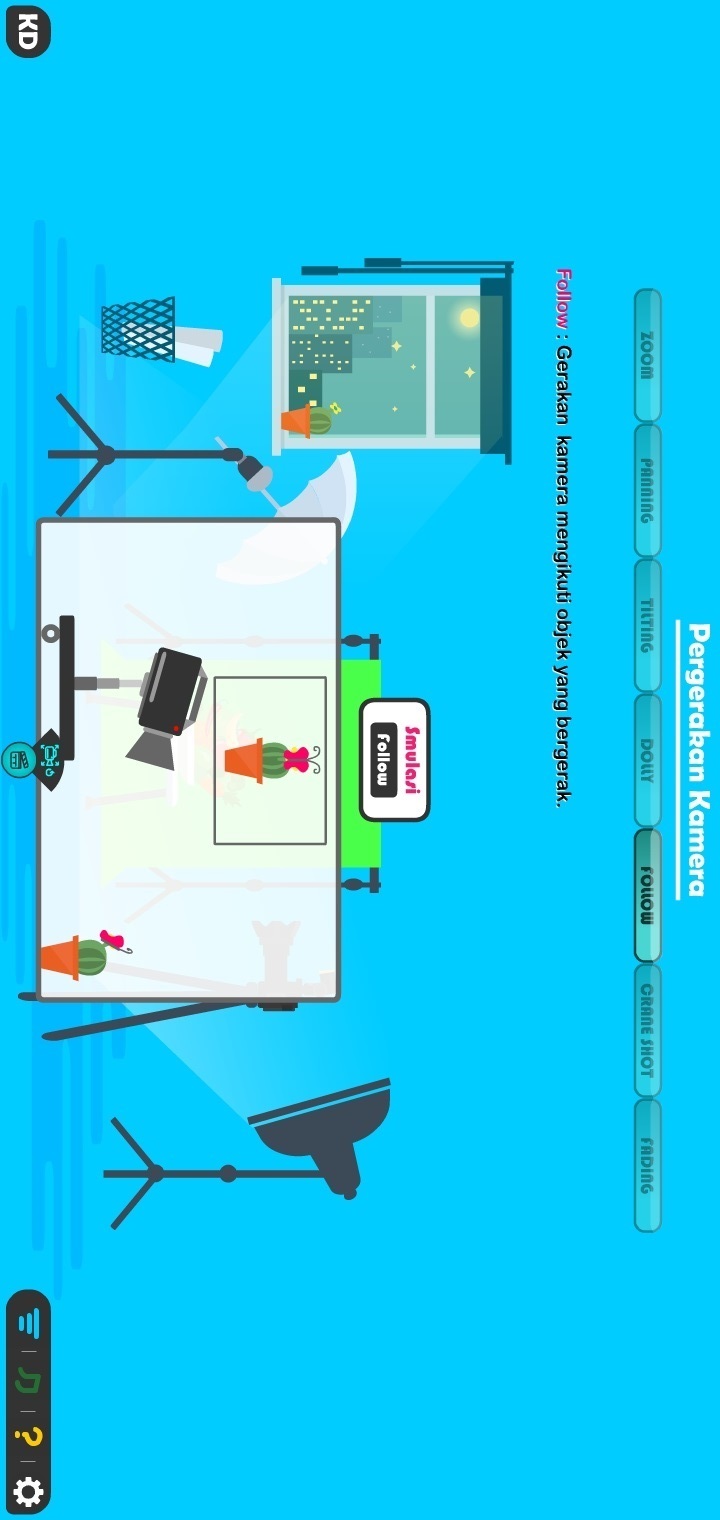 Pergerakan Kamera
ZOOM
PANNING
TILTING
DOLLY
FOLLOW
CRANE SHOT
FADING
Follow : Gerakan kamera mengikuti objek yang bergerak.
Smulasi
Follow
KD
?